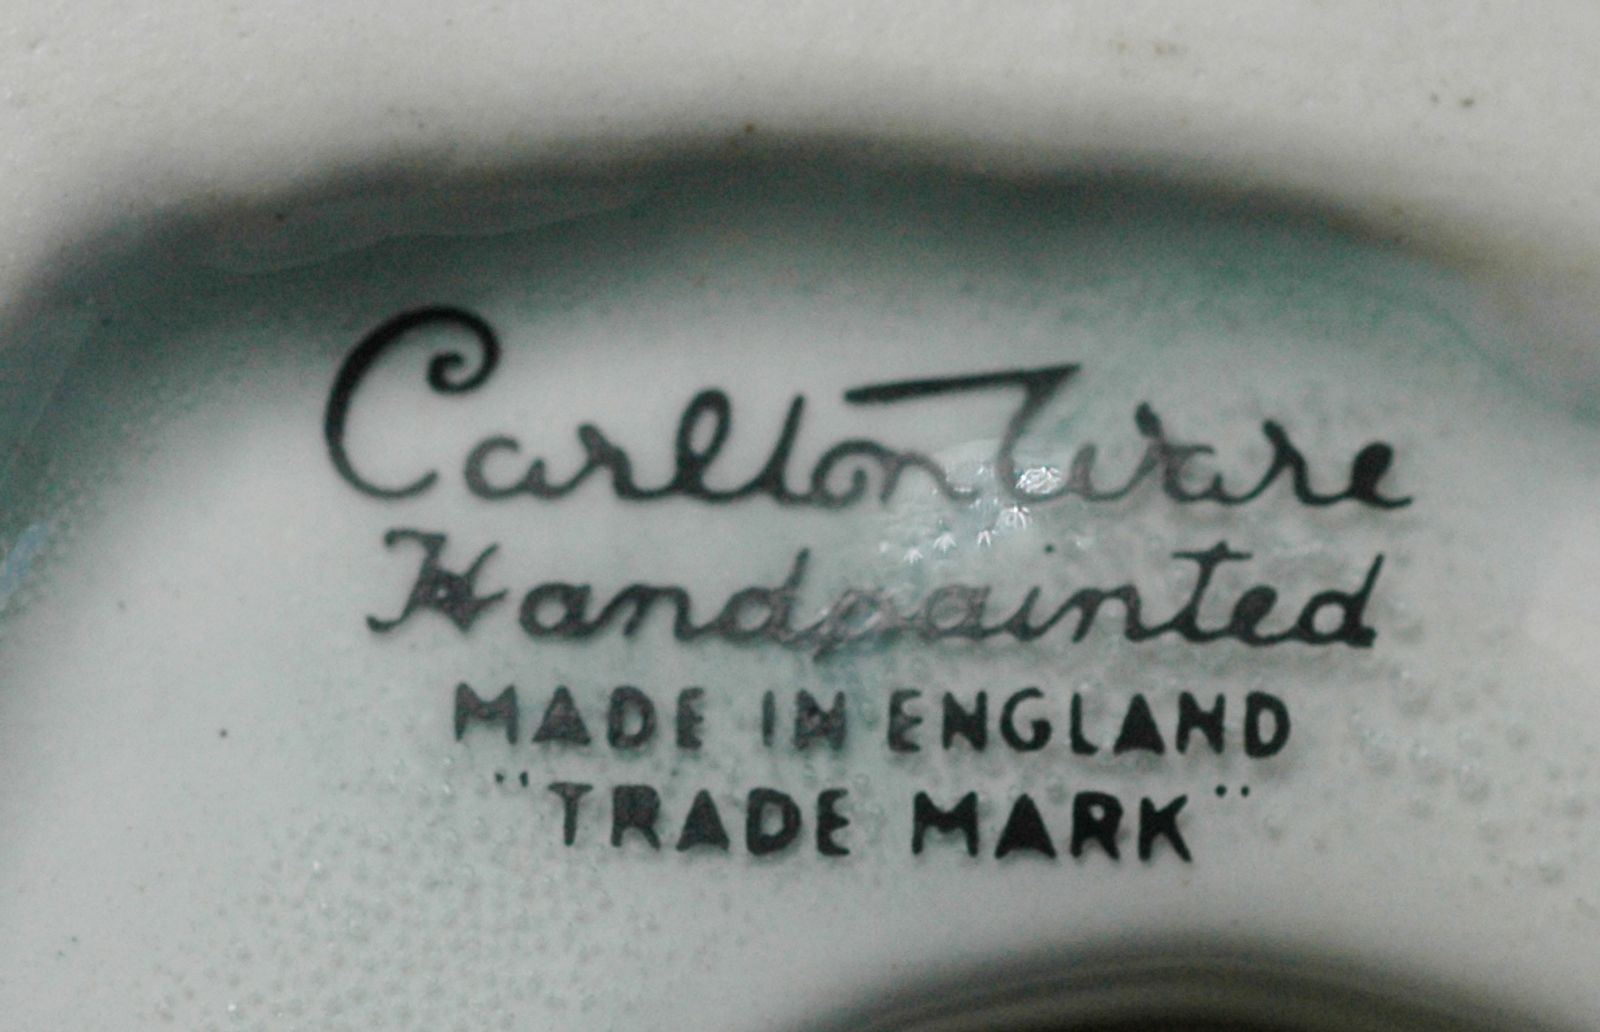 Carlton Ware
Handpainted
MADE IN ENGLAND
"TRADE MARK"